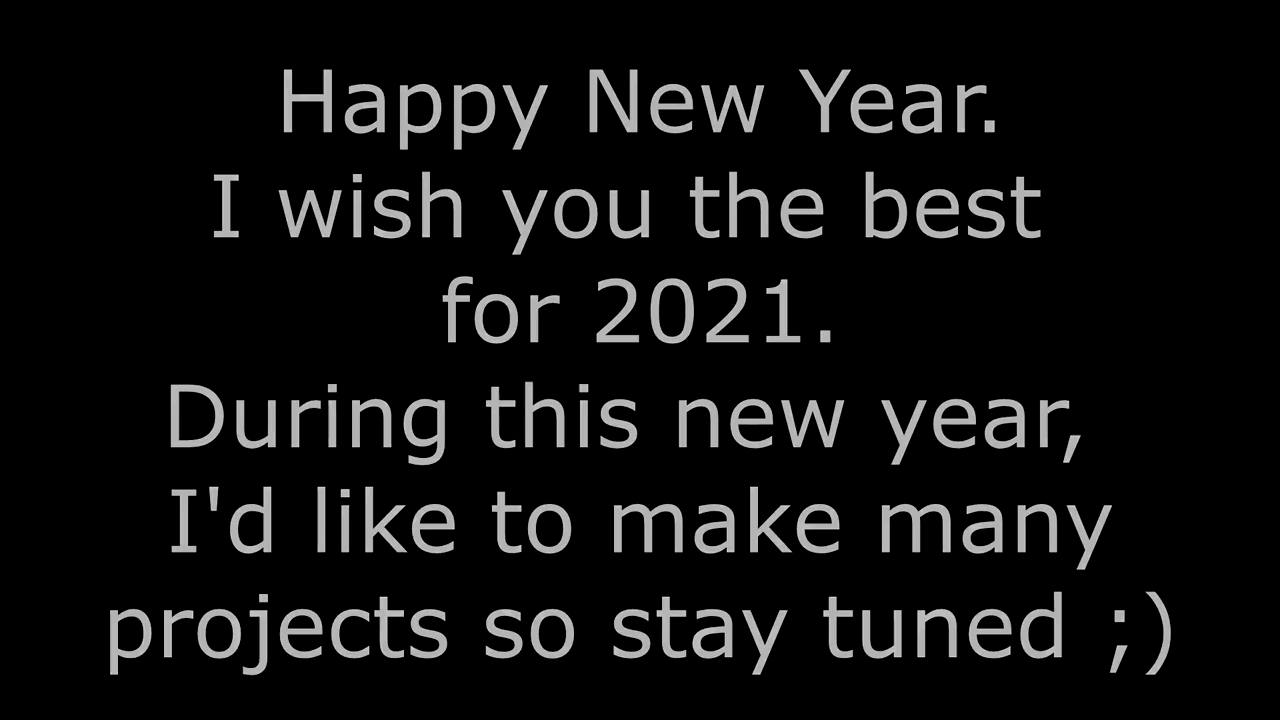 Happy New Year.
I wish you the best
for 2021.
During this new year,
I'd like to make many
projects so stay tuned ;)